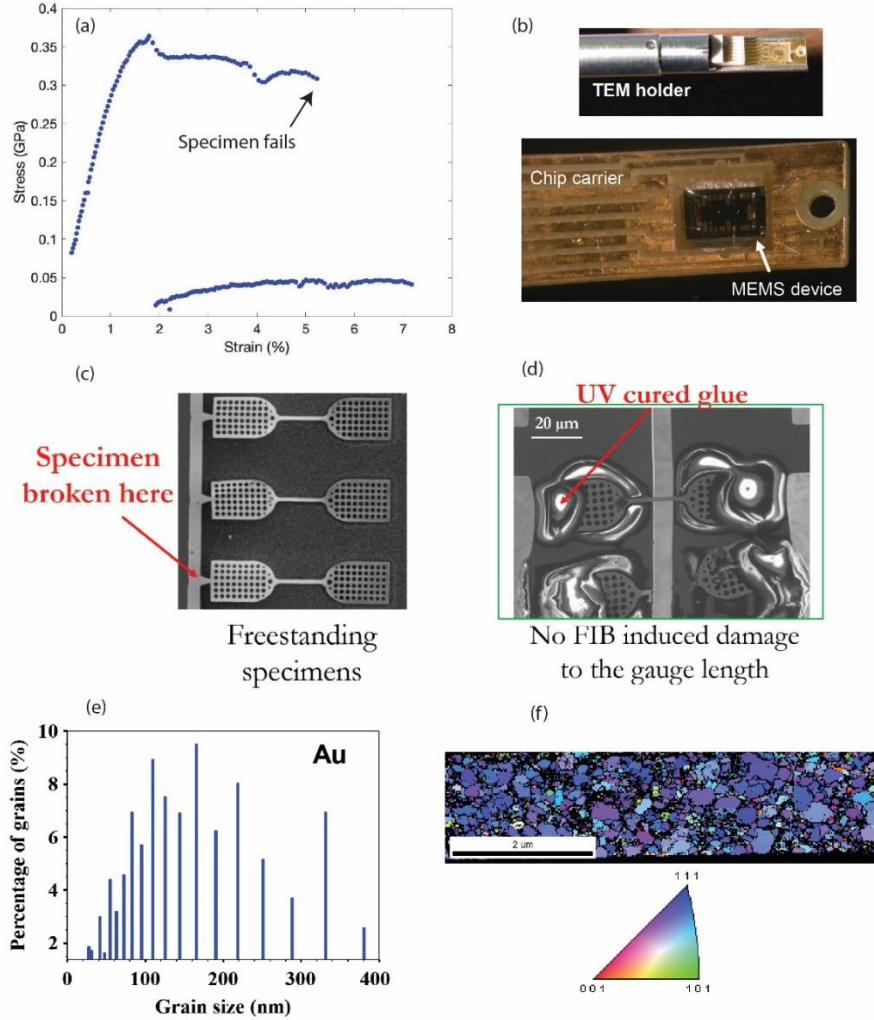 (a)
0.4
0.35
0.3
0.25
0.2
0.15
0.1
0.05
0
Stress (GPa)
Specimen fails
0 1 2 3 4 5 6 7 8
Strain (%)
(b)
TEM holder
Chip carrier
MEMS device
(c)
Specimen
broken here
Freestanding
specimens
(d)
UV cured glue
20 μm
No FIB induced damage
to the gauge length
(e)
10
8
6
4
2
Percentage of grains (%)
Au
0 100 200 300 400
Grain size (nm)
(f)
2 um
1 1 1
0 0 1
1 0 1